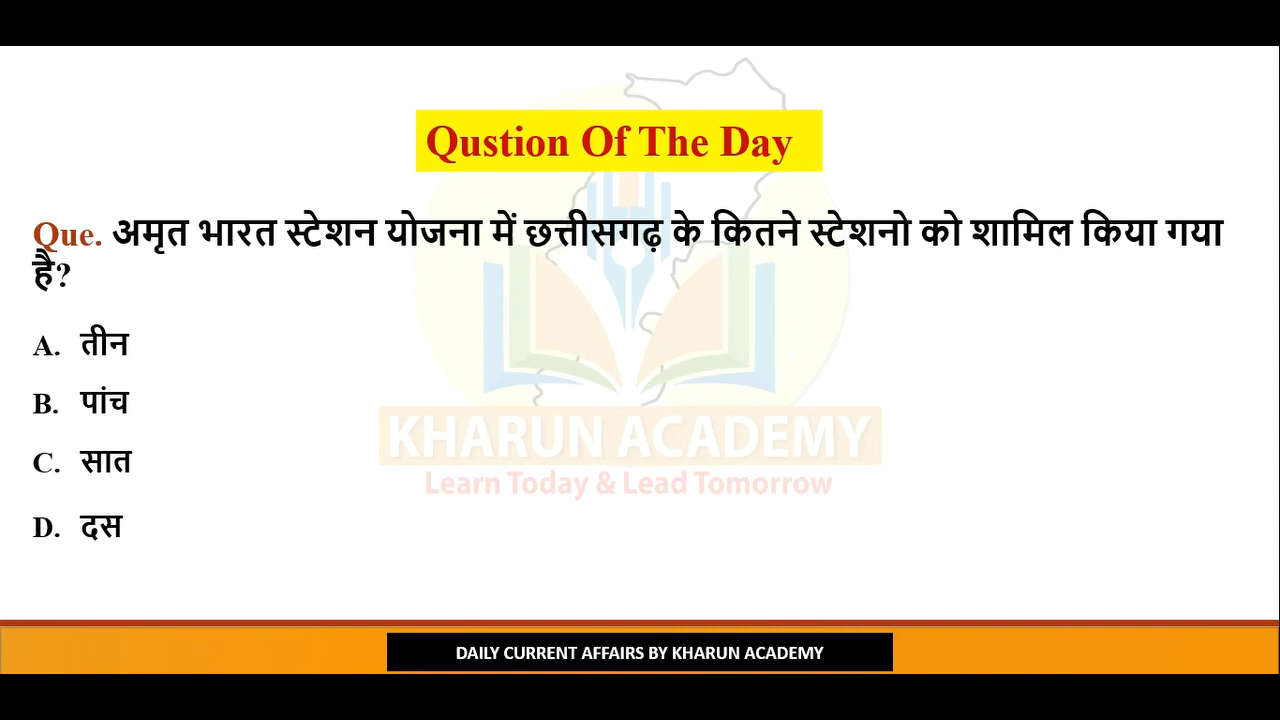 Qustion Of The Day
Que. अमृत भारत स्टेशन योजना में छत्तीसगढ़ के कितने स्टेशनो को शामिल किया गया
है?
A. तीन
B. पांच
C. सात
D. दस
KHARUN ACADEMY
Learn Today & Lead Tomorrow
DAILY CURRENT AFFAIRS BY KHARUN ACADEMY